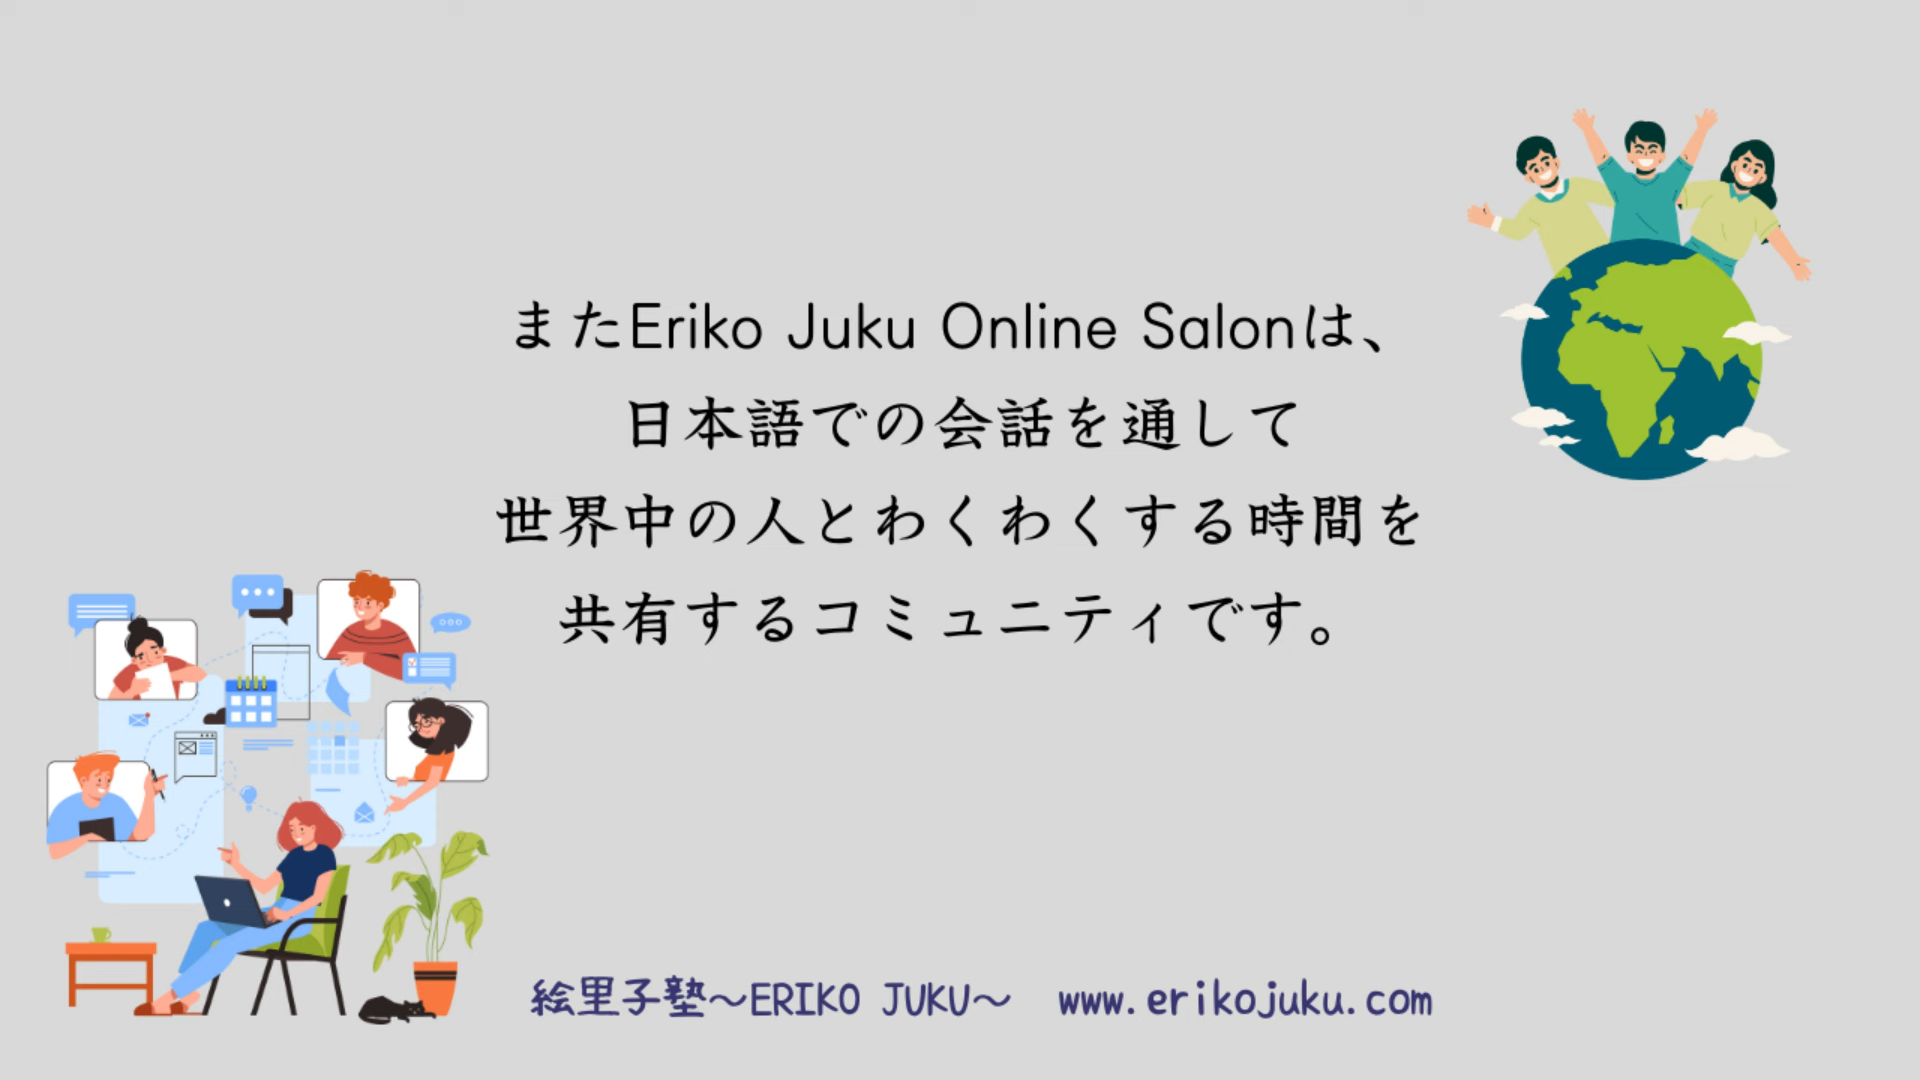 またEriko Juku Online Salonは、
日本語での会話を通して
世界中の人とわくわくする時間を
共有するコミュニティです。
絵里子塾〜ERIKO JUKU〜 www.erikojuku.com